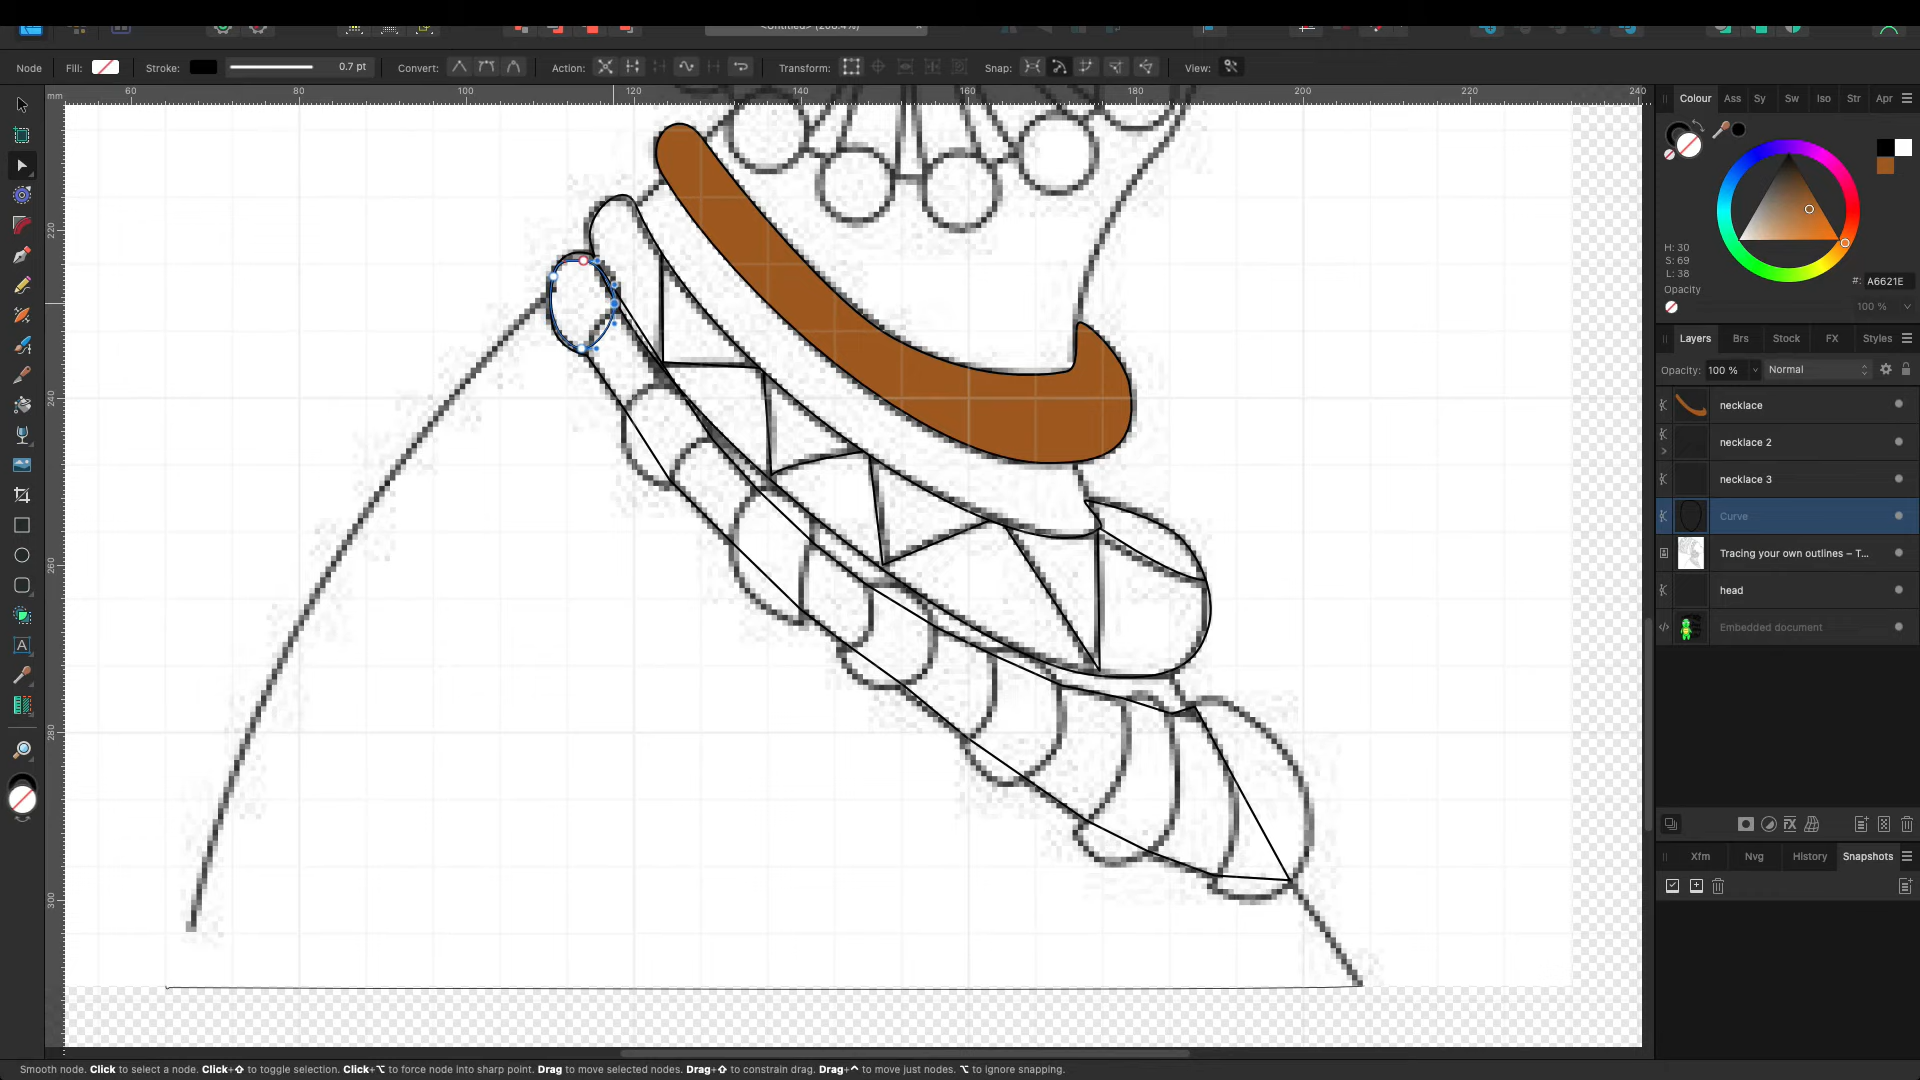 <Untitled> (268.4%)
Node Fill: Stroke: 0.7 pt Convert: Action: Transform: Snap: View:
mm 60 80 100 120 140 160 180 200 220 240
220
240
260
280
300
Colour Ass Sy Sw Iso Str Apr
H: 30
S: 69
L: 38
#: A6621E
Opacity
100 %
Layers Brs Stock FX Styles
Opacity: 100 % Normal
necklace
necklace 2
necklace 3
Curve
Tracing your own outlines – T...
head
Embedded document
Xfm Nvg History Snapshots
Smooth node. Click to select a node. Click+⇧ to toggle selection. Click+⌥ to force node into sharp point. Drag to move selected nodes. Drag+⇧ to constrain drag. Drag+^ to move just nodes. ⌥ to ignore snapping.